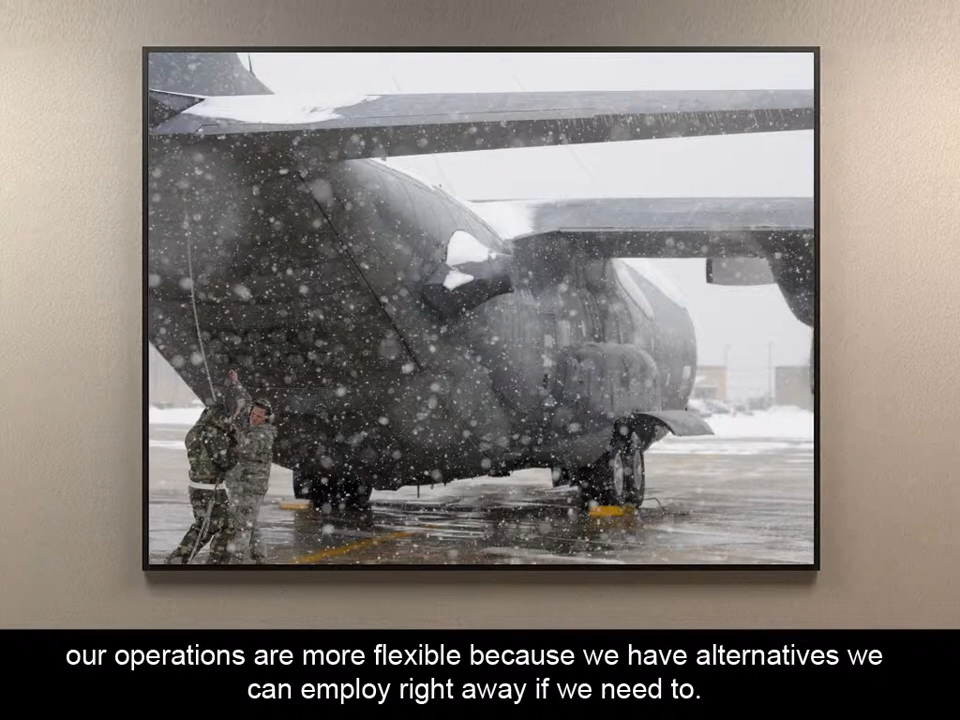 our operations are more flexible because we have alternatives we
can employ right away if we need to.